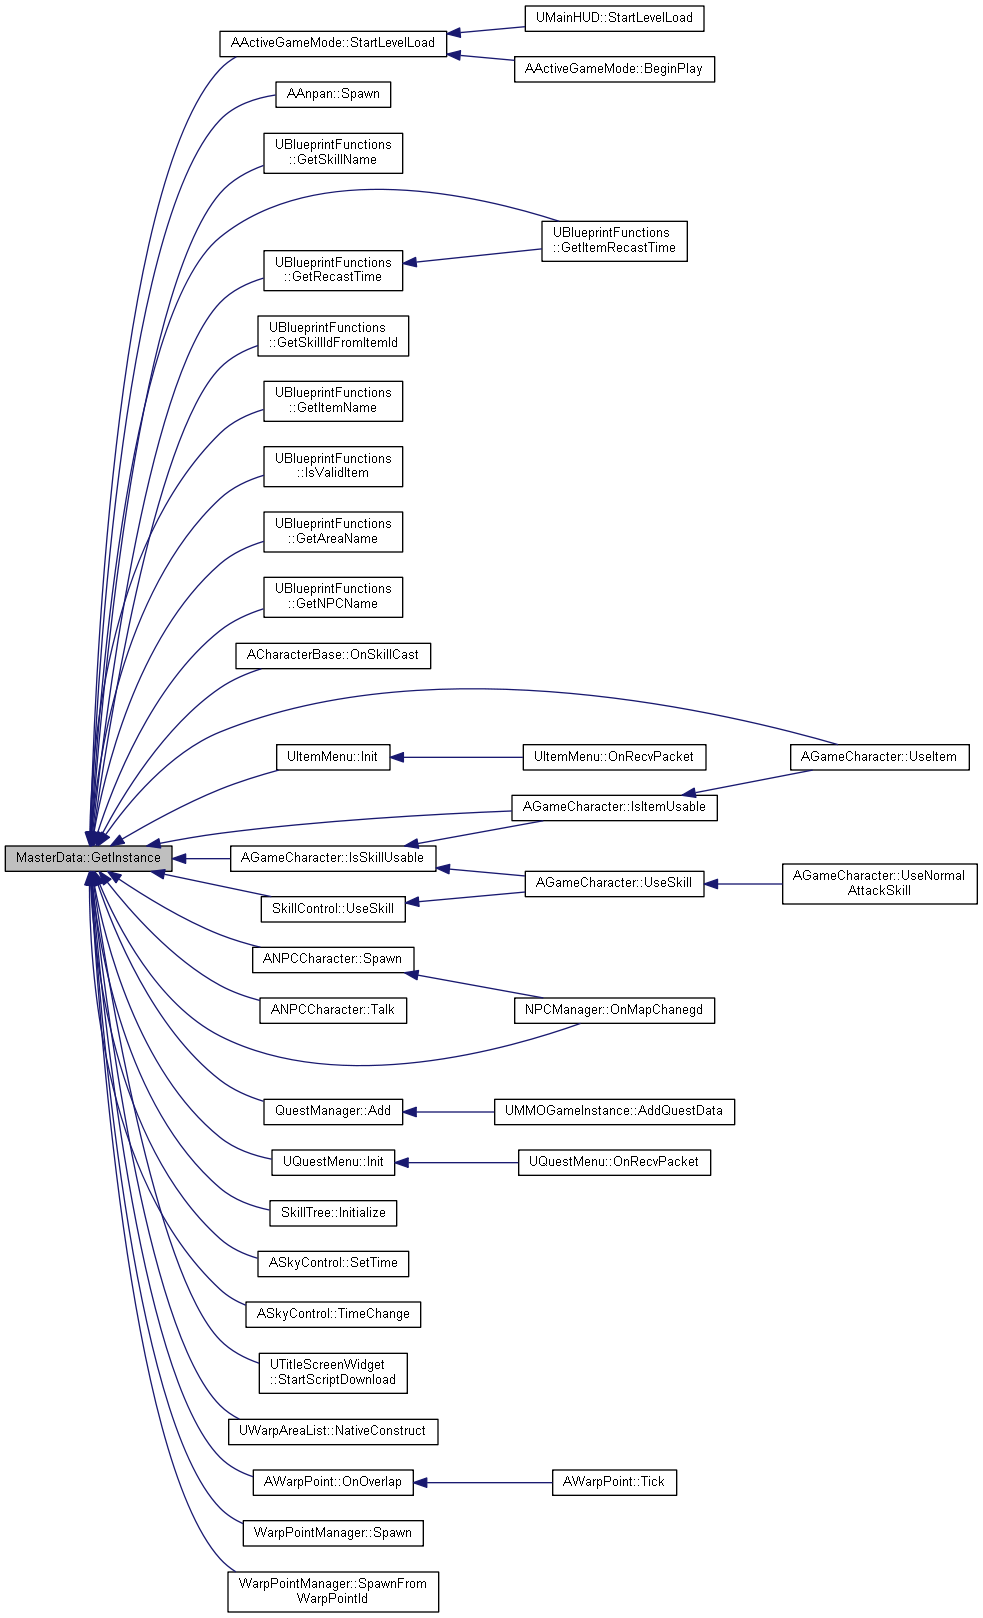 UMainHUD::StartLevelLoad
AActiveGameMode::StartLevelLoad
AActiveGameMode::BeginPlay
AAnpan::Spawn
UBlueprintFunctions
::GetSkillName
UBlueprintFunctions
::GetItemRecastTime
UBlueprintFunctions
::GetRecastTime
UBlueprintFunctions
::GetSkillIdFromItemId
UBlueprintFunctions
::GetItemName
UBlueprintFunctions
::IsValidItem
UBlueprintFunctions
::GetAreaName
UBlueprintFunctions
::GetNPCName
ACharacterBase::OnSkillCast
UItemMenu::Init
UItemMenu::OnRecvPacket
AGameCharacter::UseItem
AGameCharacter::IsItemUsable
MasterData::GetInstance
AGameCharacter::IsSkillUsable
AGameCharacter::UseSkill
AGameCharacter::UseNormal
AttackSkill
SkillControl::UseSkill
ANPCCharacter::Spawn
ANPCCharacter::Talk
NPCManager::OnMapChanegd
QuestManager::Add
UMMOGameInstance::AddQuestData
UQuestMenu::Init
UQuestMenu::OnRecvPacket
SkillTree::Initialize
ASkyControl::SetTime
ASkyControl::TimeChange
UTitleScreenWidget
::StartScriptDownload
UWarpAreaList::NativeConstruct
AWarpPoint::OnOverlap
AWarpPoint::Tick
WarpPointManager::Spawn
WarpPointManager::SpawnFrom
WarpPointId